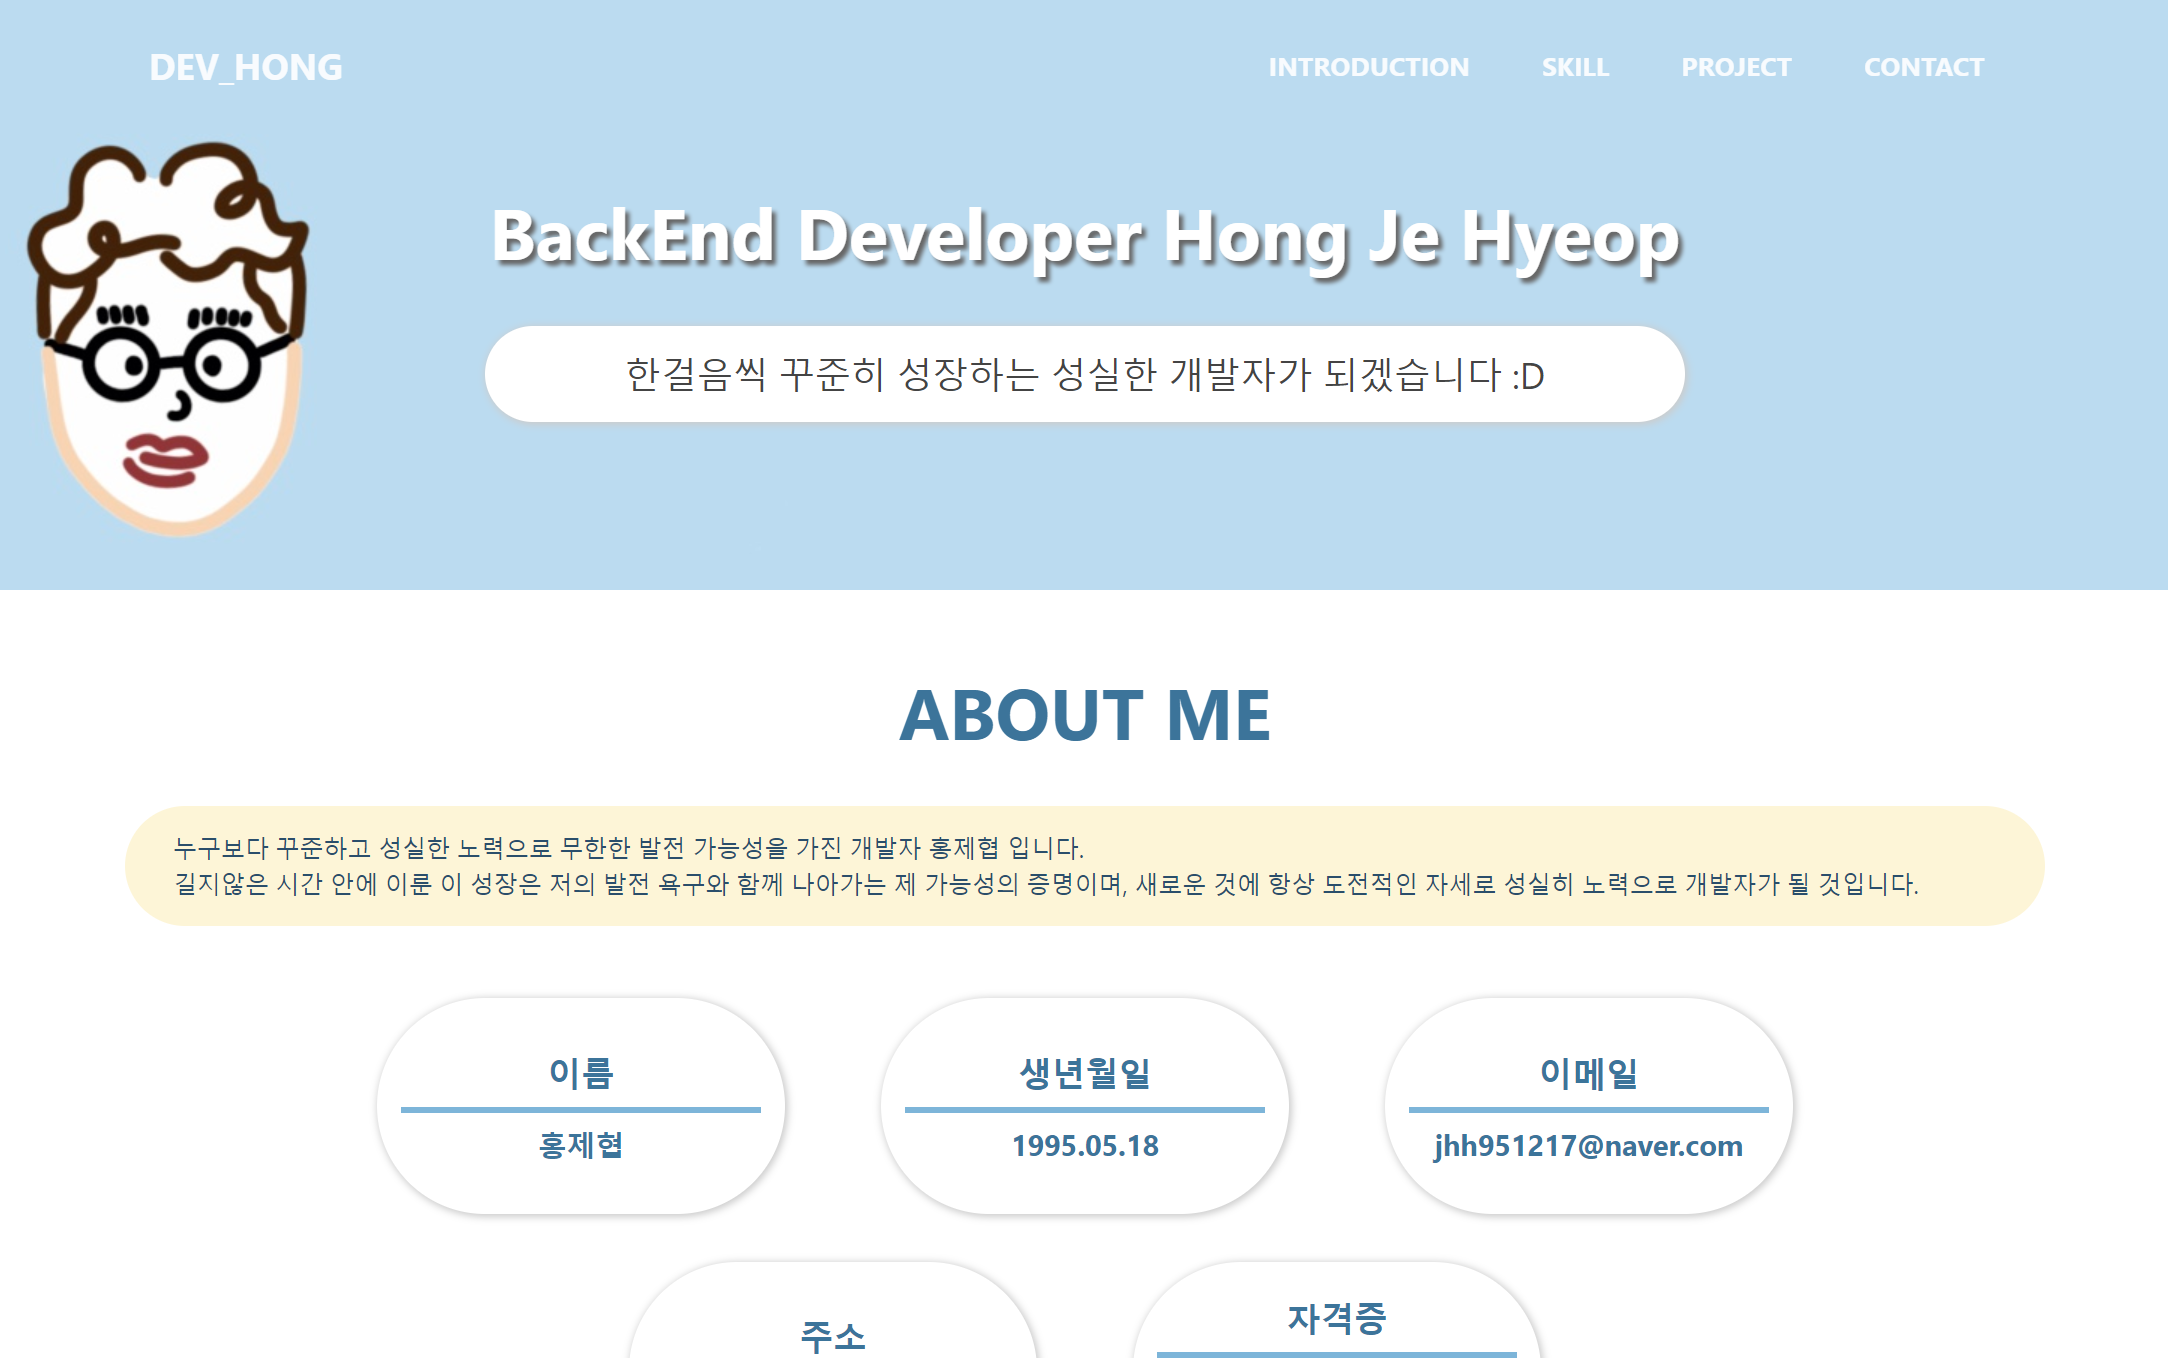 DEV_HONG
INTRODUCTION SKILL PROJECT CONTACT
BackEnd Developer Hong Je Hyeop
한걸음씩 꾸준히 성장하는 성실한 개발자가 되겠습니다 :D
ABOUT ME
누구보다 꾸준하고 성실한 노력으로 무한한 발전 가능성을 가진 개발자 홍제협 입니다.
길지않은 시간 안에 이룬 이 성장은 저의 발전 욕구와 함께 나아가는 제 가능성의 증명이며, 새로운 것에 항상 도전적인 자세로 성실히 노력으로 개발자가 될 것입니다.
이름
홍제협
생년월일
1995.05.18
이메일
jhh951217@naver.com
주소
자격증